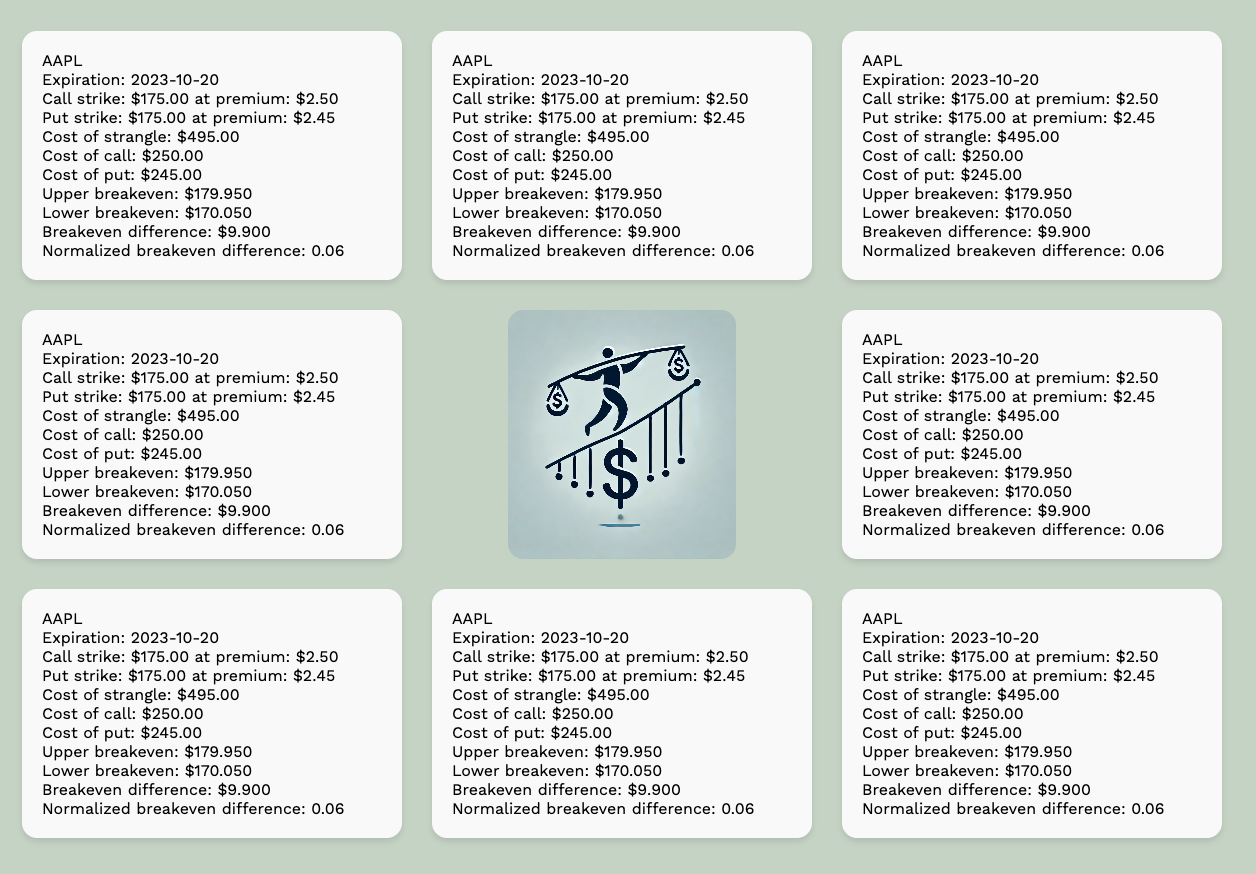 AAPL
Expiration: 2023-10-20
Call strike: $175.00 at premium: $2.50
Put strike: $175.00 at premium: $2.45
Cost of strangle: $495.00
Cost of call: $250.00
Cost of put: $245.00
Upper breakeven: $179.950
Lower breakeven: $170.050
Breakeven difference: $9.900
Normalized breakeven difference: 0.06
AAPL
Expiration: 2023-10-20
Call strike: $175.00 at premium: $2.50
Put strike: $175.00 at premium: $2.45
Cost of strangle: $495.00
Cost of call: $250.00
Cost of put: $245.00
Upper breakeven: $179.950
Lower breakeven: $170.050
Breakeven difference: $9.900
Normalized breakeven difference: 0.06
AAPL
Expiration: 2023-10-20
Call strike: $175.00 at premium: $2.50
Put strike: $175.00 at premium: $2.45
Cost of strangle: $495.00
Cost of call: $250.00
Cost of put: $245.00
Upper breakeven: $179.950
Lower breakeven: $170.050
Breakeven difference: $9.900
Normalized breakeven difference: 0.06
AAPL
Expiration: 2023-10-20
Call strike: $175.00 at premium: $2.50
Put strike: $175.00 at premium: $2.45
Cost of strangle: $495.00
Cost of call: $250.00
Cost of put: $245.00
Upper breakeven: $179.950
Lower breakeven: $170.050
Breakeven difference: $9.900
Normalized breakeven difference: 0.06
$
$
$
AAPL
Expiration: 2023-10-20
Call strike: $175.00 at premium: $2.50
Put strike: $175.00 at premium: $2.45
Cost of strangle: $495.00
Cost of call: $250.00
Cost of put: $245.00
Upper breakeven: $179.950
Lower breakeven: $170.050
Breakeven difference: $9.900
Normalized breakeven difference: 0.06
AAPL
Expiration: 2023-10-20
Call strike: $175.00 at premium: $2.50
Put strike: $175.00 at premium: $2.45
Cost of strangle: $495.00
Cost of call: $250.00
Cost of put: $245.00
Upper breakeven: $179.950
Lower breakeven: $170.050
Breakeven difference: $9.900
Normalized breakeven difference: 0.06
AAPL
Expiration: 2023-10-20
Call strike: $175.00 at premium: $2.50
Put strike: $175.00 at premium: $2.45
Cost of strangle: $495.00
Cost of call: $250.00
Cost of put: $245.00
Upper breakeven: $179.950
Lower breakeven: $170.050
Breakeven difference: $9.900
Normalized breakeven difference: 0.06
AAPL
Expiration: 2023-10-20
Call strike: $175.00 at premium: $2.50
Put strike: $175.00 at premium: $2.45
Cost of strangle: $495.00
Cost of call: $250.00
Cost of put: $245.00
Upper breakeven: $179.950
Lower breakeven: $170.050
Breakeven difference: $9.900
Normalized breakeven difference: 0.06